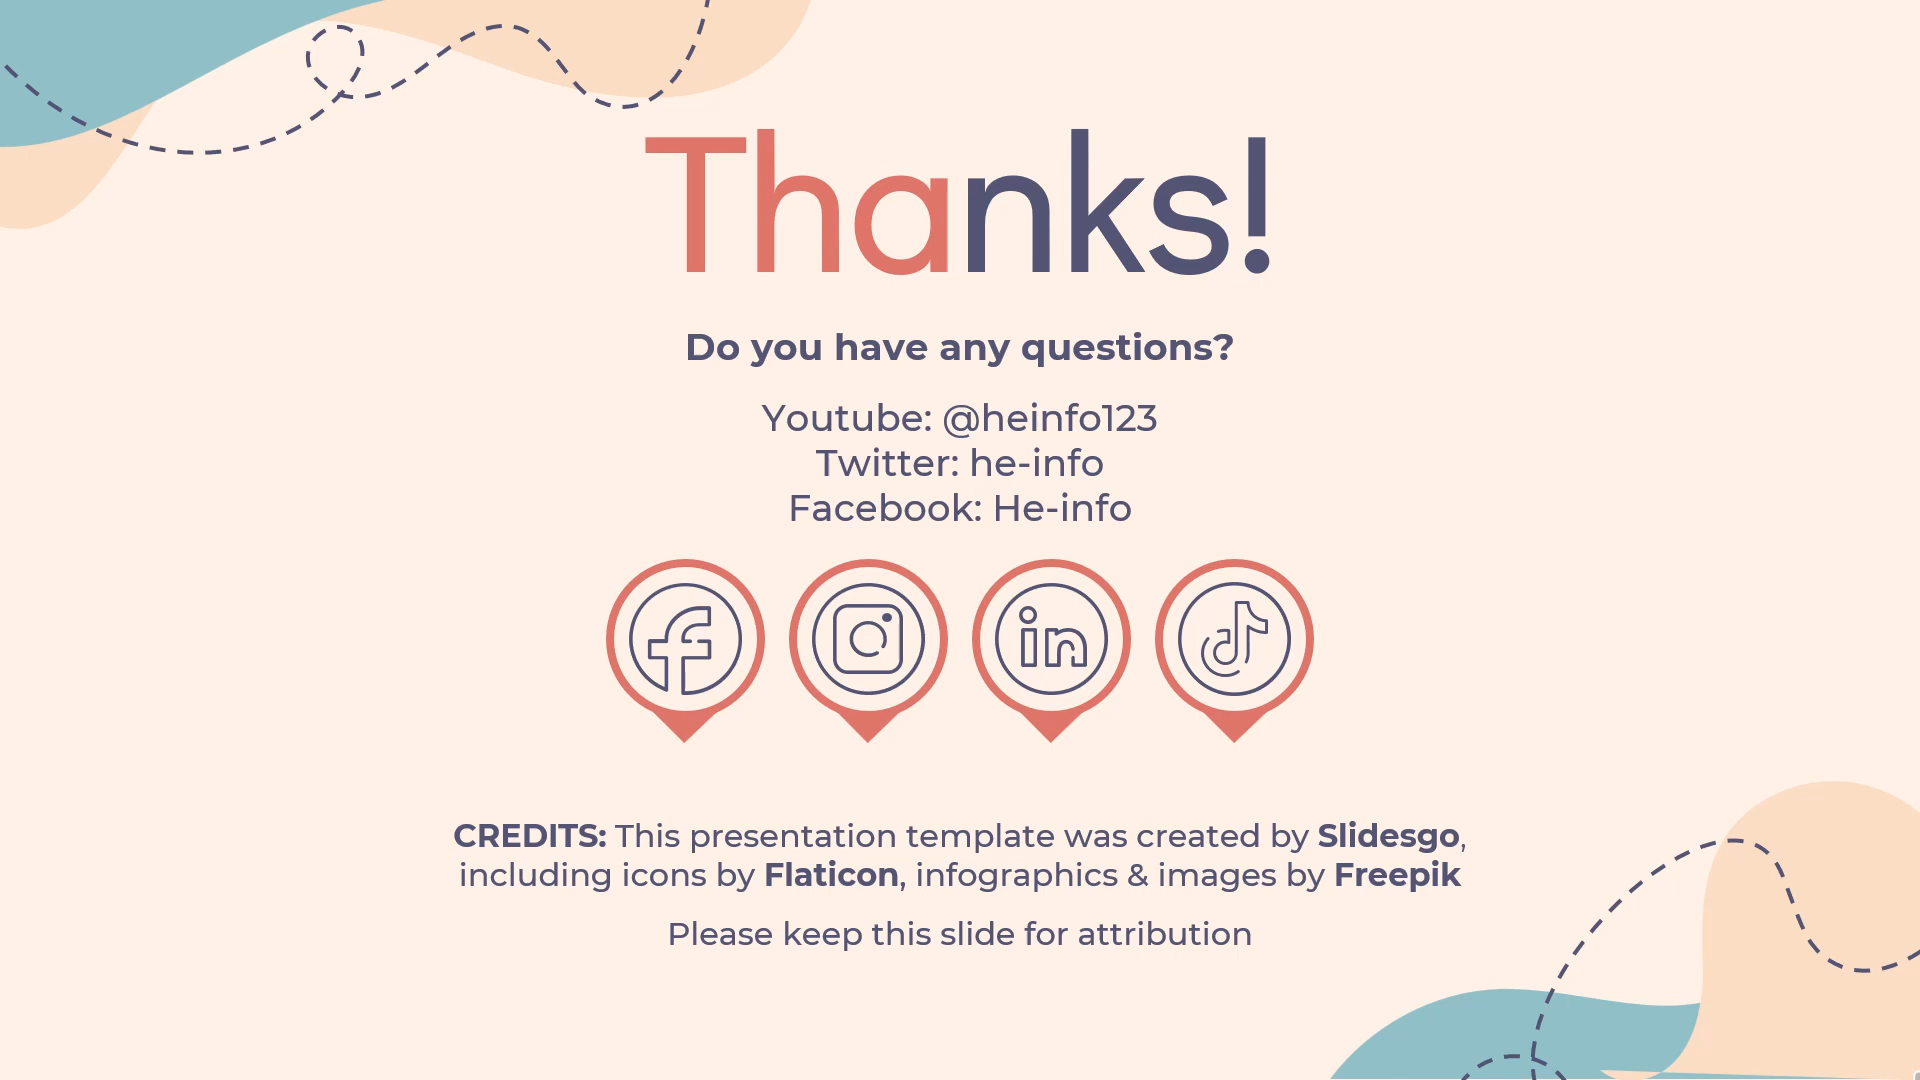 Thanks!
Do you have any questions?
Youtube: @heinfo123
Twitter: he-info
Facebook: He-info
CREDITS: This presentation template was created by Slidesgo,
including icons by Flaticon, infographics & images by Freepik
Please keep this slide for attribution